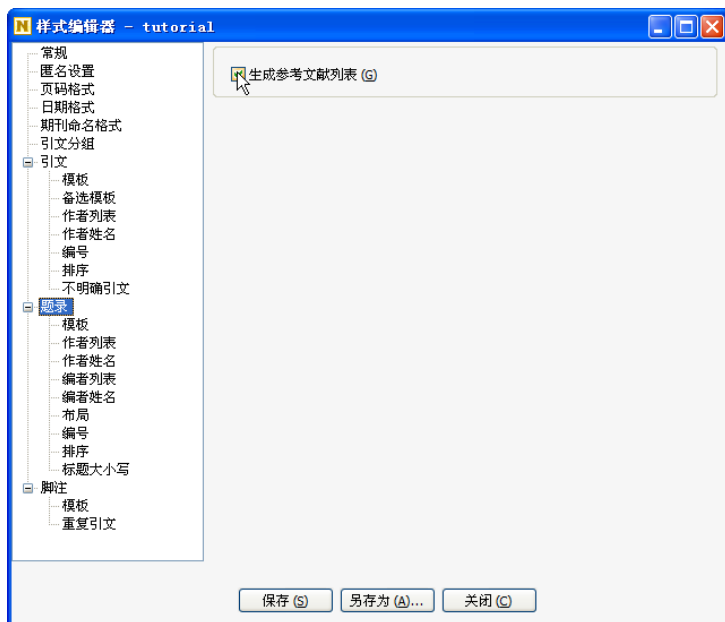 样式编辑器 - tutorial
常规
匿名设置
页码格式
日期格式
期刊命名格式
引文分组
引文
模板
备选模板
作者列表
作者姓名
编号
排序
不明确引文
题录
模板
作者列表
作者姓名
编者列表
编者姓名
布局
编号
排序
标题大小写
脚注
模板
重复引文
生成参考文献列表 (G)
保存 (S)
另存为 (A)...
关闭 (C)